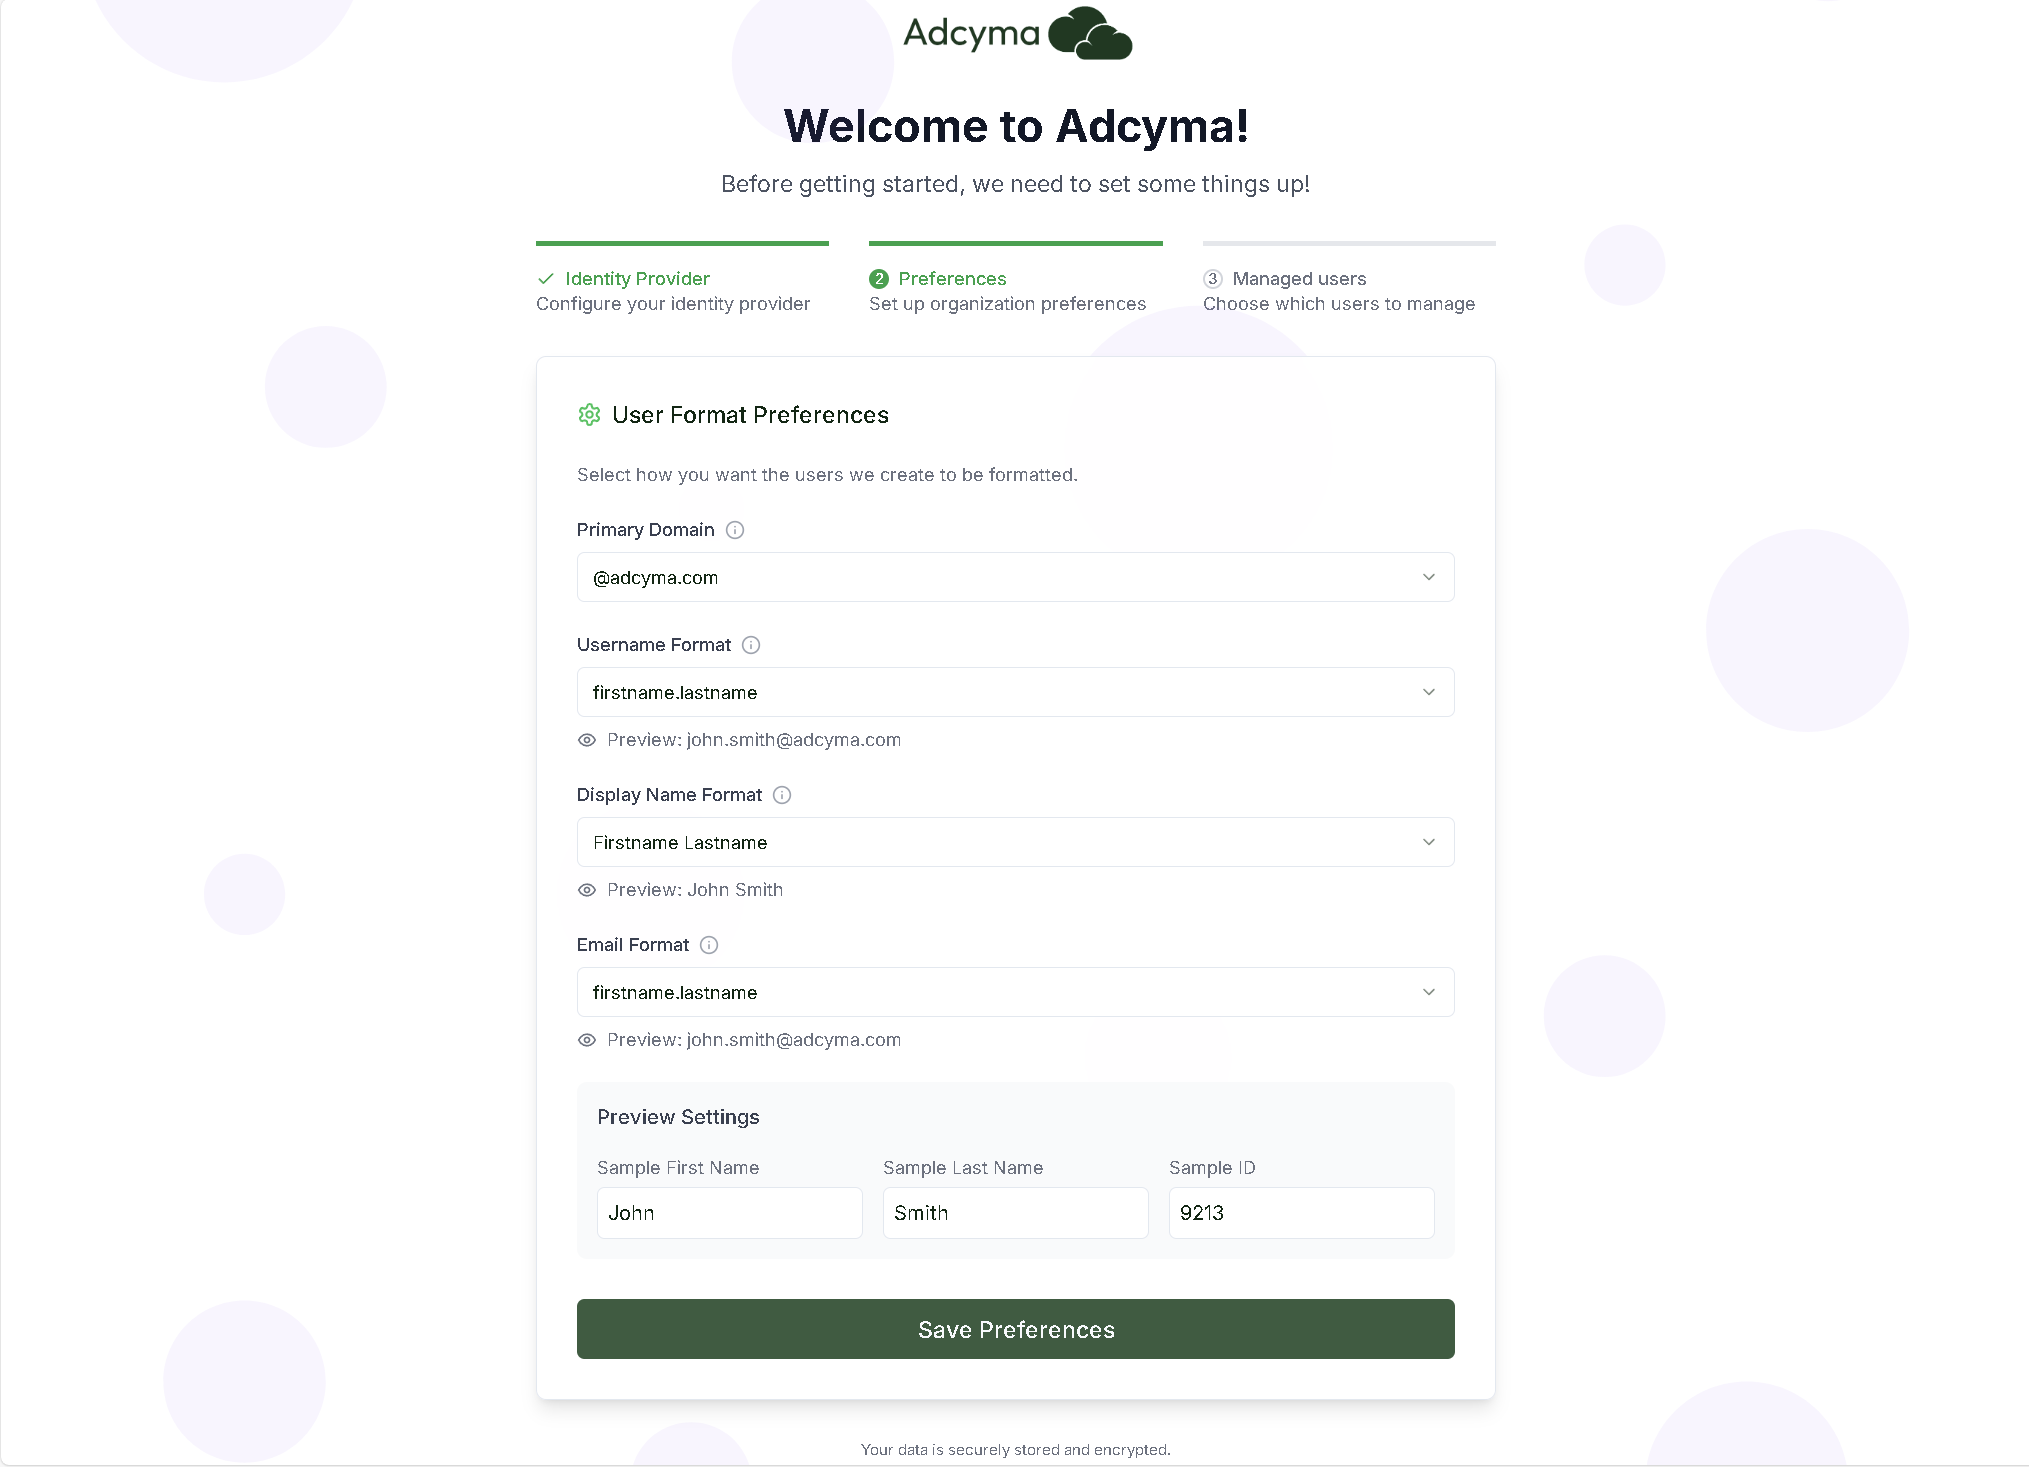 Adcyma
Welcome to Adcyma!
Before getting started, we need to set some things up!
Identity Provider
Configure your identity provider
2 Preferences
Set up organization preferences
3 Managed users
Choose which users to manage
User Format Preferences
Select how you want the users we create to be formatted.
Primary Domain
@adcyma.com
Username Format
firstname.lastname
Preview: john.smith@adcyma.com
Display Name Format
Firstname Lastname
Preview: John Smith
Email Format
firstname.lastname
Preview: john.smith@adcyma.com
Preview Settings
Sample First Name
John
Sample Last Name
Smith
Sample ID
9213
Save Preferences
Your data is securely stored and encrypted.